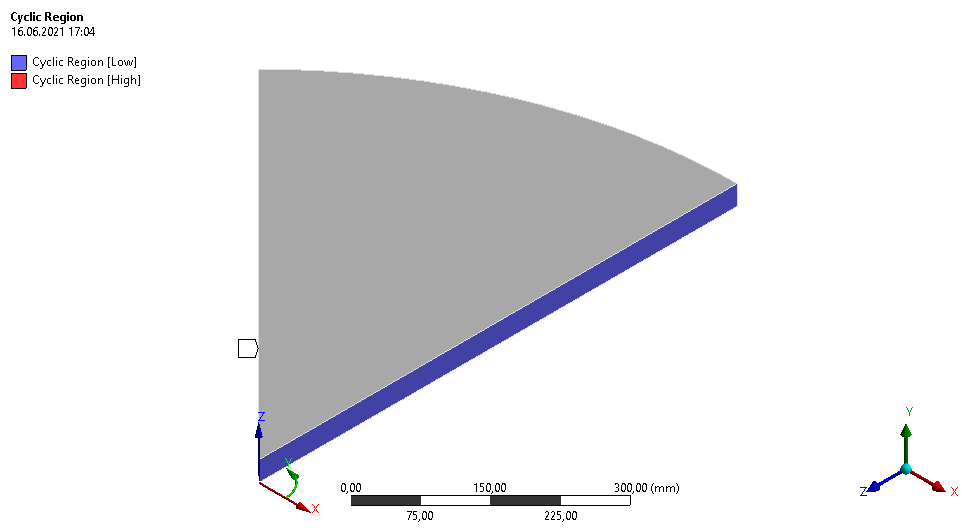 Cyclic Region
16.06.2021 17:04
Cyclic Region [Low]
Cyclic Region [High]
Z
Y
X
0,00 150,00 300,00 (mm)
75,00 225,00
Y
Z X